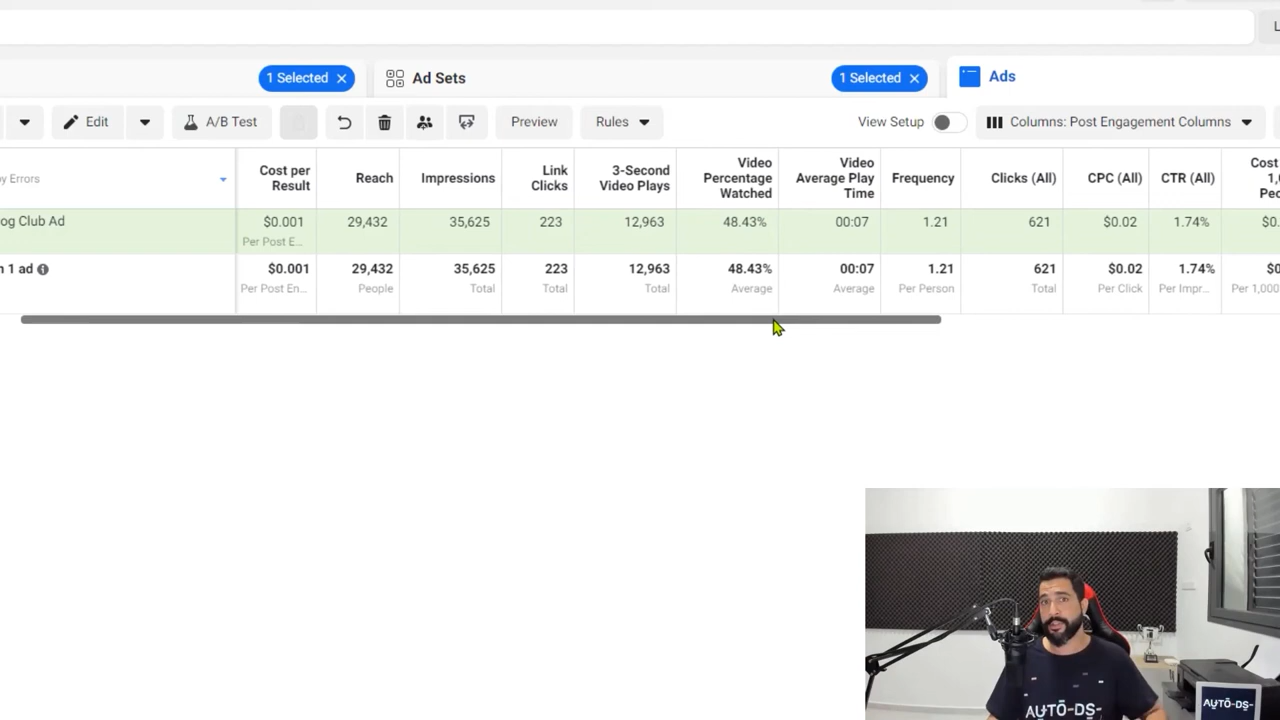 L
1 Selected × Ad Sets 1 Selected × Ads
Edit A/B Test Preview Rules View Setup Columns: Post Engagement Columns
y Errors
Cost per
Result
Reach
Impressions
Link
Clicks
3-Second
Video Plays
Video
Percentage
Watched
Video
Average Play
Time
Frequency
Clicks (All)
CPC (All)
CTR (All)
Cost
1,0
Peo
og Club Ad $0.001 29,432 35,625 223 12,963 48.43% 00:07 1.21 621 $0.02 1.74% $0.
Per Post E...
n 1 ad $0.001 29,432 35,625 223 12,963 48.43% 00:07 1.21 621 $0.02 1.74% $0
Per Post En... People Total Total Total Average Average Per Person Total Per Click Per Impr... Per 1,000
AUTO-DS-
AUTO-DS-